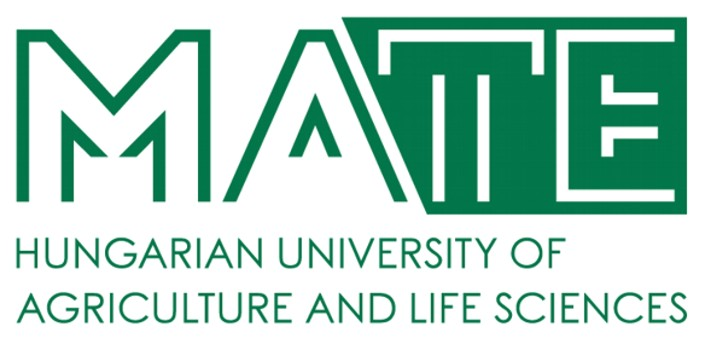 MATE
HUNGARIAN UNIVERSITY OF
AGRICULTURE AND LIFE SCIENCES